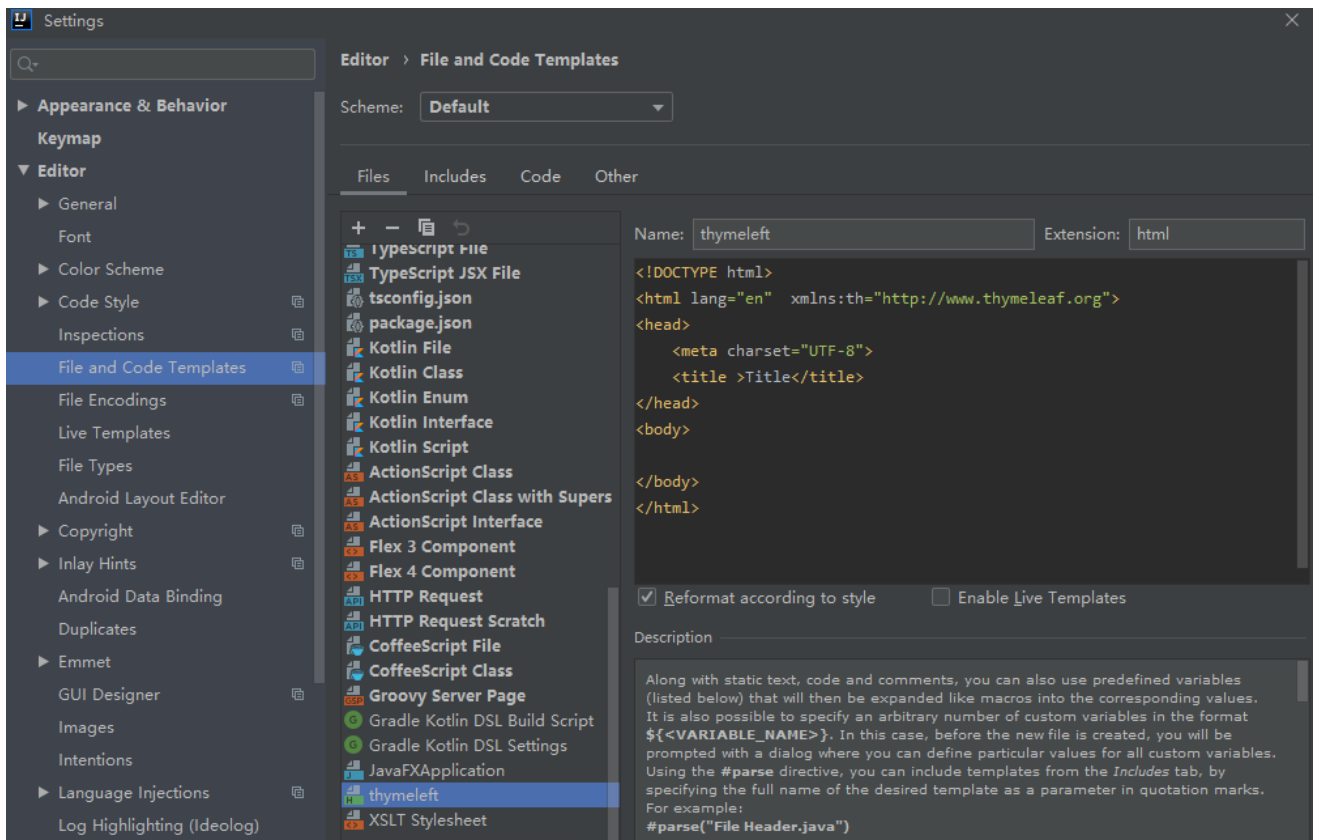 Settings
Editor › File and Code Templates
Scheme: Default
Appearance & Behavior
Keymap
Editor
General
Font
Color Scheme
Code Style
Inspections
File and Code Templates
File Encodings
Live Templates
File Types
Android Layout Editor
Copyright
Inlay Hints
Android Data Binding
Duplicates
Emmet
GUI Designer
Images
Intentions
Language Injections
Log Highlighting (Ideolog)
Files Includes Code Other
TypeScript File
TypeScript JSX File
tsconfig.json
package.json
Kotlin File
Kotlin Class
Kotlin Enum
Kotlin Interface
Kotlin Script
ActionScript Class
ActionScript Class with Supers
ActionScript Interface
Flex 3 Component
Flex 4 Component
HTTP Request
HTTP Request Scratch
CoffeeScript File
CoffeeScript Class
Groovy Server Page
Gradle Kotlin DSL Build Script
Gradle Kotlin DSL Settings
JavaFXApplication
thymeleft
XSLT Stylesheet
Name: thymeleft Extension: html
<!DOCTYPE html>
<html lang="en"  xmlns:th="http://www.thymeleaf.org">
<head>
    <meta charset="UTF-8">
    <title >Title</title>
</head>
<body>
</body>
</html>
Reformat according to style Enable Live Templates
Description
Along with static text, code and comments, you can also use predefined variables
(listed below) that will then be expanded like macros into the corresponding values.
It is also possible to specify an arbitrary number of custom variables in the format
${<VARIABLE_NAME>}. In this case, before the new file is created, you will be
prompted with a dialog where you can define particular values for all custom variables.
Using the #parse directive, you can include templates from the Includes tab, by
specifying the full name of the desired template as a parameter in quotation marks.
For example:
#parse("File Header.java")